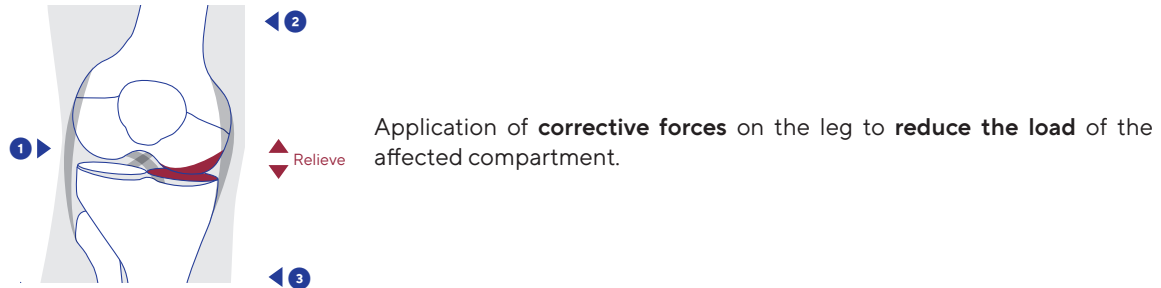 2
1
Relieve
3
Application of corrective forces on the leg to reduce the load of the
affected compartment.